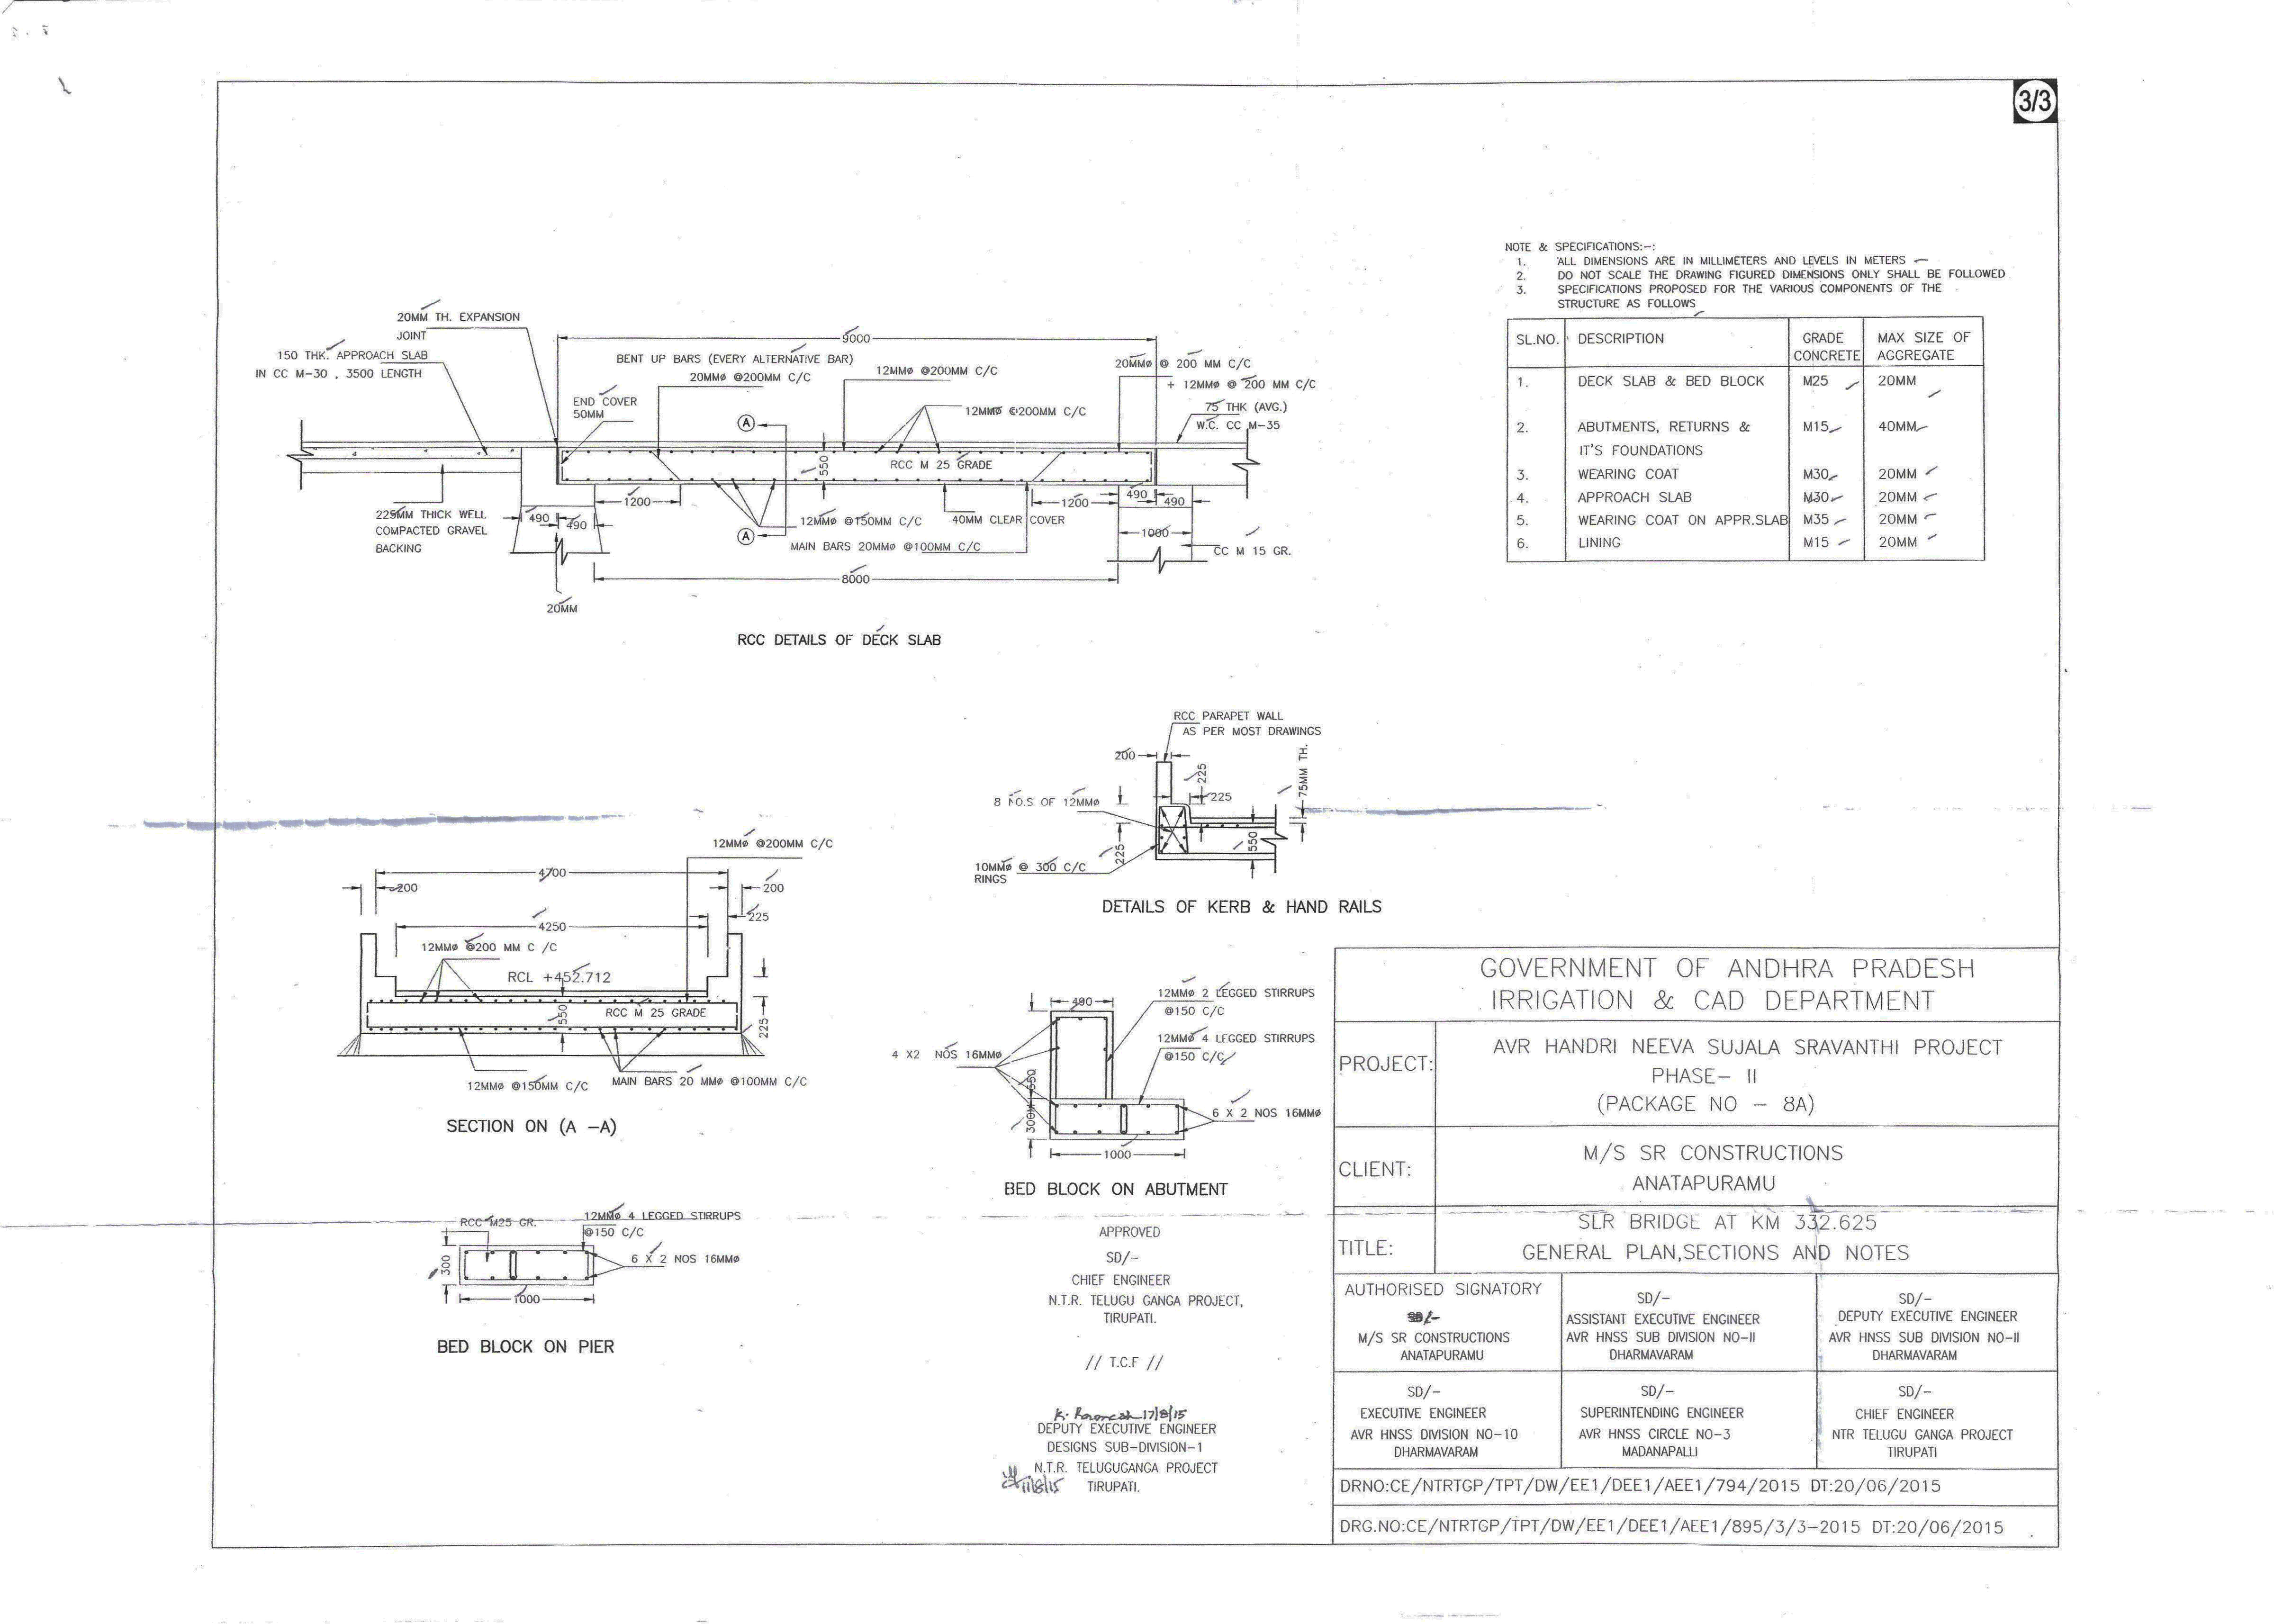 3/3
NOTE & SPECIFICATIONS:-:
1. ALL DIMENSIONS ARE IN MILLIMETERS AND LEVELS IN METERS
2. DO NOT SCALE THE DRAWING FIGURED DIMENSIONS ONLY SHALL BE FOLLOWED
3. SPECIFICATIONS PROPOSED FOR THE VARIOUS COMPONENTS OF THE
STRUCTURE AS FOLLOWS
SL.NO. DESCRIPTION GRADE CONCRETE MAX SIZE OF AGGREGATE
1. DECK SLAB & BED BLOCK M25 20MM
2. ABUTMENTS, RETURNS & M15 40MM
IT'S FOUNDATIONS
3. WEARING COAT M30 20MM
4. APPROACH SLAB M30 20MM
5. WEARING COAT ON APPR.SLAB M35 20MM
6. LINING M15 20MM
20MM TH. EXPANSION
JOINT
150 THK. APPROACH SLAB
IN CC M-30 , 3500 LENGTH
9000
BENT UP BARS (EVERY ALTERNATIVE BAR)
20MMø @200MM C/C
12MMø @200MM C/C
20MMø @ 200 MM C/C
+ 12MMø @ 200 MM C/C
END COVER
50MM
A
12MMø @200MM C/C
75 THK (AVG.)
W.C. CC M-35
550
RCC M 25 GRADE
1200
1200
490
490
225MM THICK WELL
COMPACTED GRAVEL
BACKING
490
490
A
12MMø @150MM C/C
40MM CLEAR COVER
MAIN BARS 20MMø @100MM C/C
1000
CC M 15 GR.
8000
20MM
RCC DETAILS OF DECK SLAB
RCC PARAPET WALL
AS PER MOST DRAWINGS
200
225
225
75MM TH.
8 NO.S OF 12MMø
225
550
10MMø @ 300 C/C
RINGS
DETAILS OF KERB & HAND RAILS
12MMø @200MM C/C
4700
200
200
225
4250
12MMø @200 MM C /C
RCL +452.712
550
RCC M 25 GRADE
225
12MMø @150MM C/C
MAIN BARS 20 MMø @100MM C/C
SECTION ON (A -A)
490
12MMø 2 LEGGED STIRRUPS
@150 C/C
12MMø 4 LEGGED STIRRUPS
@150 C/C
4 X2 NOS 16MMø
6 X 2 NOS 16MMø
1000
BED BLOCK ON ABUTMENT
RCC M25 GR.
12MMø 4 LEGGED STIRRUPS
@150 C/C
300
6 X 2 NOS 16MMø
1000
BED BLOCK ON PIER
APPROVED
SD/-
CHIEF ENGINEER
N.T.R. TELUGU GANGA PROJECT,
TIRUPATI.
// T.C.F //
17/8/15
DEPUTY EXECUTIVE ENGINEER
DESIGNS SUB-DIVISION-1
N.T.R. TELUGUGANGA PROJECT
TIRUPATI.
GOVERNMENT OF ANDHRA PRADESH
IRRIGATION & CAD DEPARTMENT
PROJECT: AVR HANDRI NEEVA SUJALA SRAVANTHI PROJECT
PHASE- II
(PACKAGE NO - 8A)
CLIENT: M/S SR CONSTRUCTIONS
ANATAPURAMU
TITLE: SLR BRIDGE AT KM 332.625
GENERAL PLAN,SECTIONS AND NOTES
AUTHORISED SIGNATORY
M/S SR CONSTRUCTIONS
ANATAPURAMU
SD/-
ASSISTANT EXECUTIVE ENGINEER
AVR HNSS SUB DIVISION NO-II
DHARMAVARAM
SD/-
DEPUTY EXECUTIVE ENGINEER
AVR HNSS SUB DIVISION NO-II
DHARMAVARAM
SD/-
EXECUTIVE ENGINEER
AVR HNSS DIVISION NO-10
DHARMAVARAM
SD/-
SUPERINTENDING ENGINEER
AVR HNSS CIRCLE NO-3
MADANAPALLI
SD/-
CHIEF ENGINEER
NTR TELUGU GANGA PROJECT
TIRUPATI
DRNO:CE/NTRTGP/TPT/DW/EE1/DEE1/AEE1/794/2015 DT:20/06/2015
DRG.NO:CE/NTRTGP/TPT/DW/EE1/DEE1/AEE1/895/3/3-2015 DT:20/06/2015